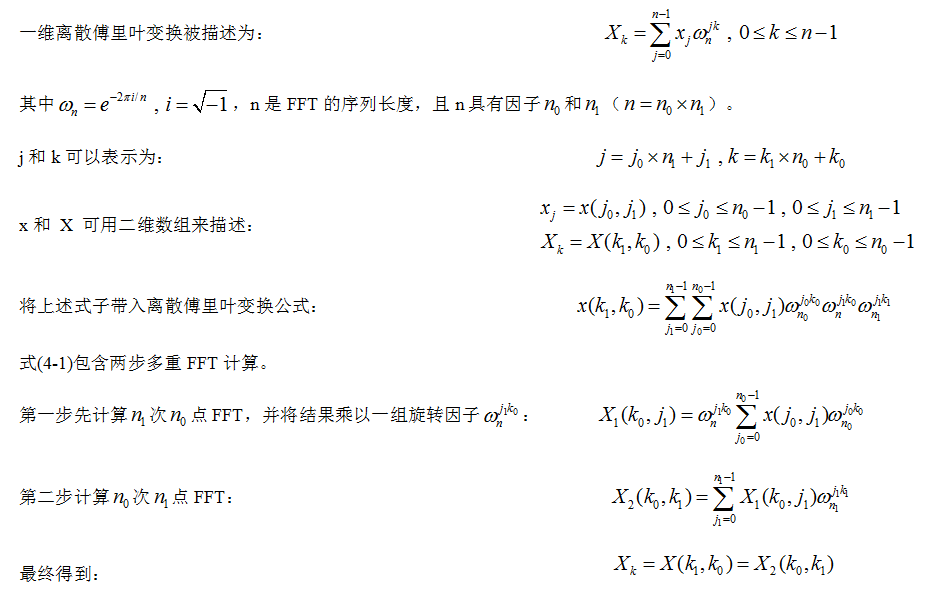 一维离散傅里叶变换被描述为: $X_k = \sum_{j=0}^{n-1} x_j \omega_n^{jk}$ , $0 \le k \le n-1$
其中 $\omega_n = e^{-2\pi i/n}$ , $i = \sqrt{-1}$，n 是 FFT 的序列长度，且 n 具有因子 $n_0$ 和 $n_1$（$n = n_0 \times n_1$）。
j 和 k 可以表示为: $j = j_0 \times n_1 + j_1$ , $k = k_1 \times n_0 + k_0$
x 和 X 可用二维数组来描述: $x_j = x(j_0, j_1)$ , $0 \le j_0 \le n_0-1$ , $0 \le j_1 \le n_1-1$
$X_k = X(k_1, k_0)$ , $0 \le k_1 \le n_1-1$ , $0 \le k_0 \le n_0-1$
将上述式子带入离散傅里叶变换公式: $x(k_1, k_0) = \sum_{j_1=0}^{n_1-1} \sum_{j_0=0}^{n_0-1} x(j_0, j_1) \omega_{n_0}^{j_0 k_0} \omega_n^{j_1 k_0} \omega_{n_1}^{j_1 k_1}$
式(4-1)包含两步多重 FFT 计算。
第一步先计算 $n_1$ 次 $n_0$ 点 FFT，并将结果乘以一组旋转因子 $\omega_n^{j_1 k_0}$: $X_1(k_0, j_1) = \omega_n^{j_1 k_0} \sum_{j_0=0}^{n_0-1} x(j_0, j_1) \omega_{n_0}^{j_0 k_0}$
第二步计算 $n_0$ 次 $n_1$ 点 FFT: $X_2(k_0, k_1) = \sum_{j_1=0}^{n_1-1} X_1(k_0, j_1) \omega_{n_1}^{j_1 k_1}$
最终得到: $X_k = X(k_1, k_0) = X_2(k_0, k_1)$